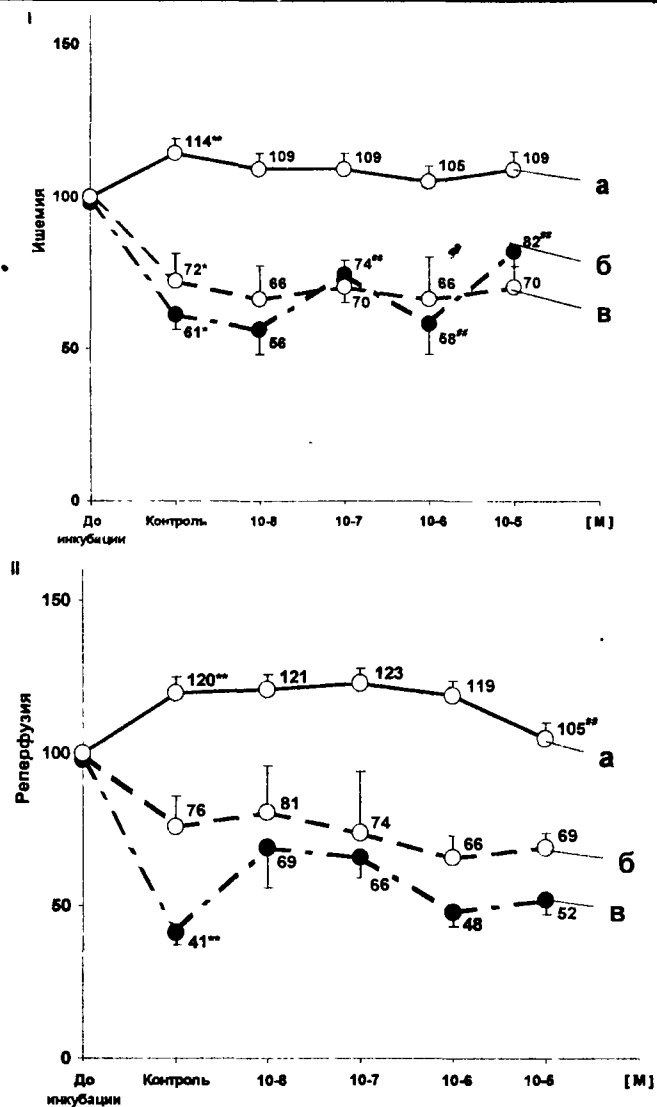 I
150
114**
109
109
105
109
а
100
Ишемия
82##
б
72*
66
74##
66
70
70
в
61*
56
58##
50
0
До
инкубации
Контроль
10-8
10-7
10-6
10-5
[ М ]
II
150
120**
121
123
119
105##
100
а
Реперфузия
76
81
74
66
69
б
69
66
в
50
41**
48
52
0
До
инкубации
Контроль
10-8
10-7
10-6
10-5
[ М ]